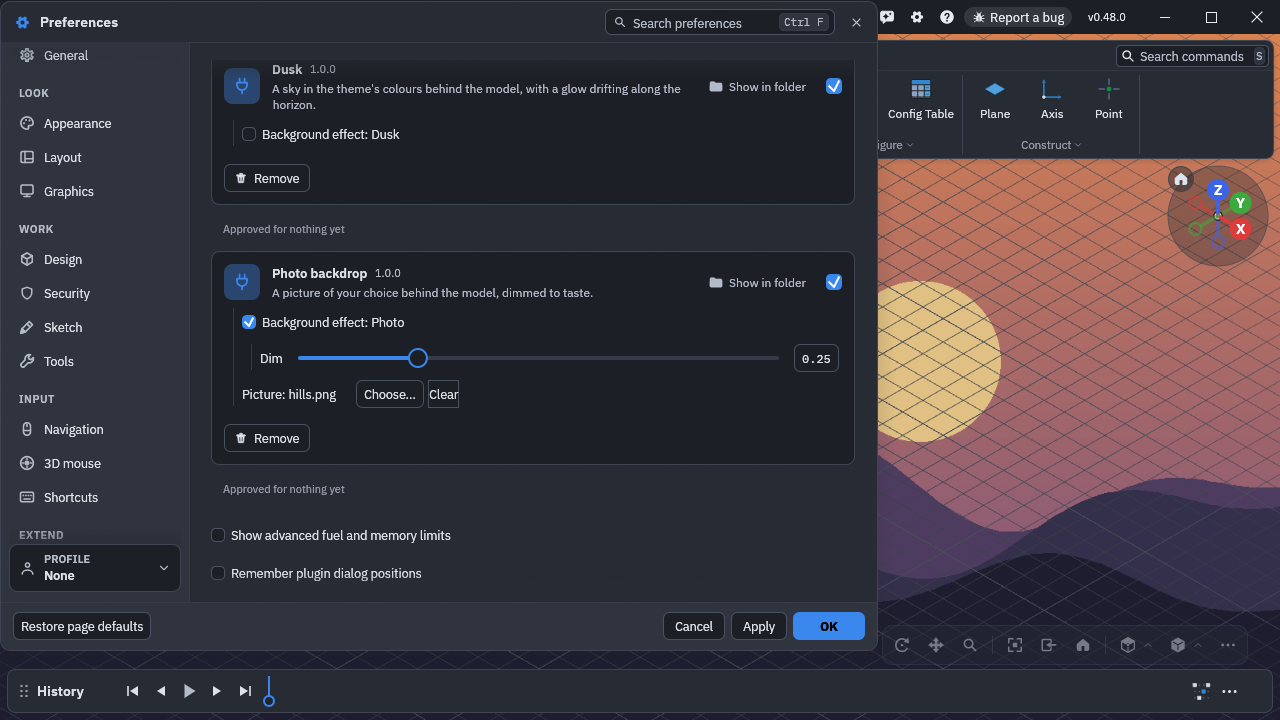 Preferences
Search preferences
Ctrl F
Report a bug
v0.48.0
General
LOOK
Appearance
Layout
Graphics
WORK
Design
Security
Sketch
Tools
INPUT
Navigation
3D mouse
Shortcuts
EXTEND
PROFILE
None
Dusk 1.0.0
A sky in the theme's colours behind the model, with a glow drifting along the
horizon.
Show in folder
Background effect: Dusk
Remove
Approved for nothing yet
Photo backdrop 1.0.0
A picture of your choice behind the model, dimmed to taste.
Show in folder
Background effect: Photo
Dim
0.25
Picture: hills.png
Choose...
Clear
Remove
Approved for nothing yet
Show advanced fuel and memory limits
Remember plugin dialog positions
Restore page defaults
Cancel
Apply
OK
Search commands
S
Config Table
Plane
Axis
Point
igure
Construct
Z
Y
X
History